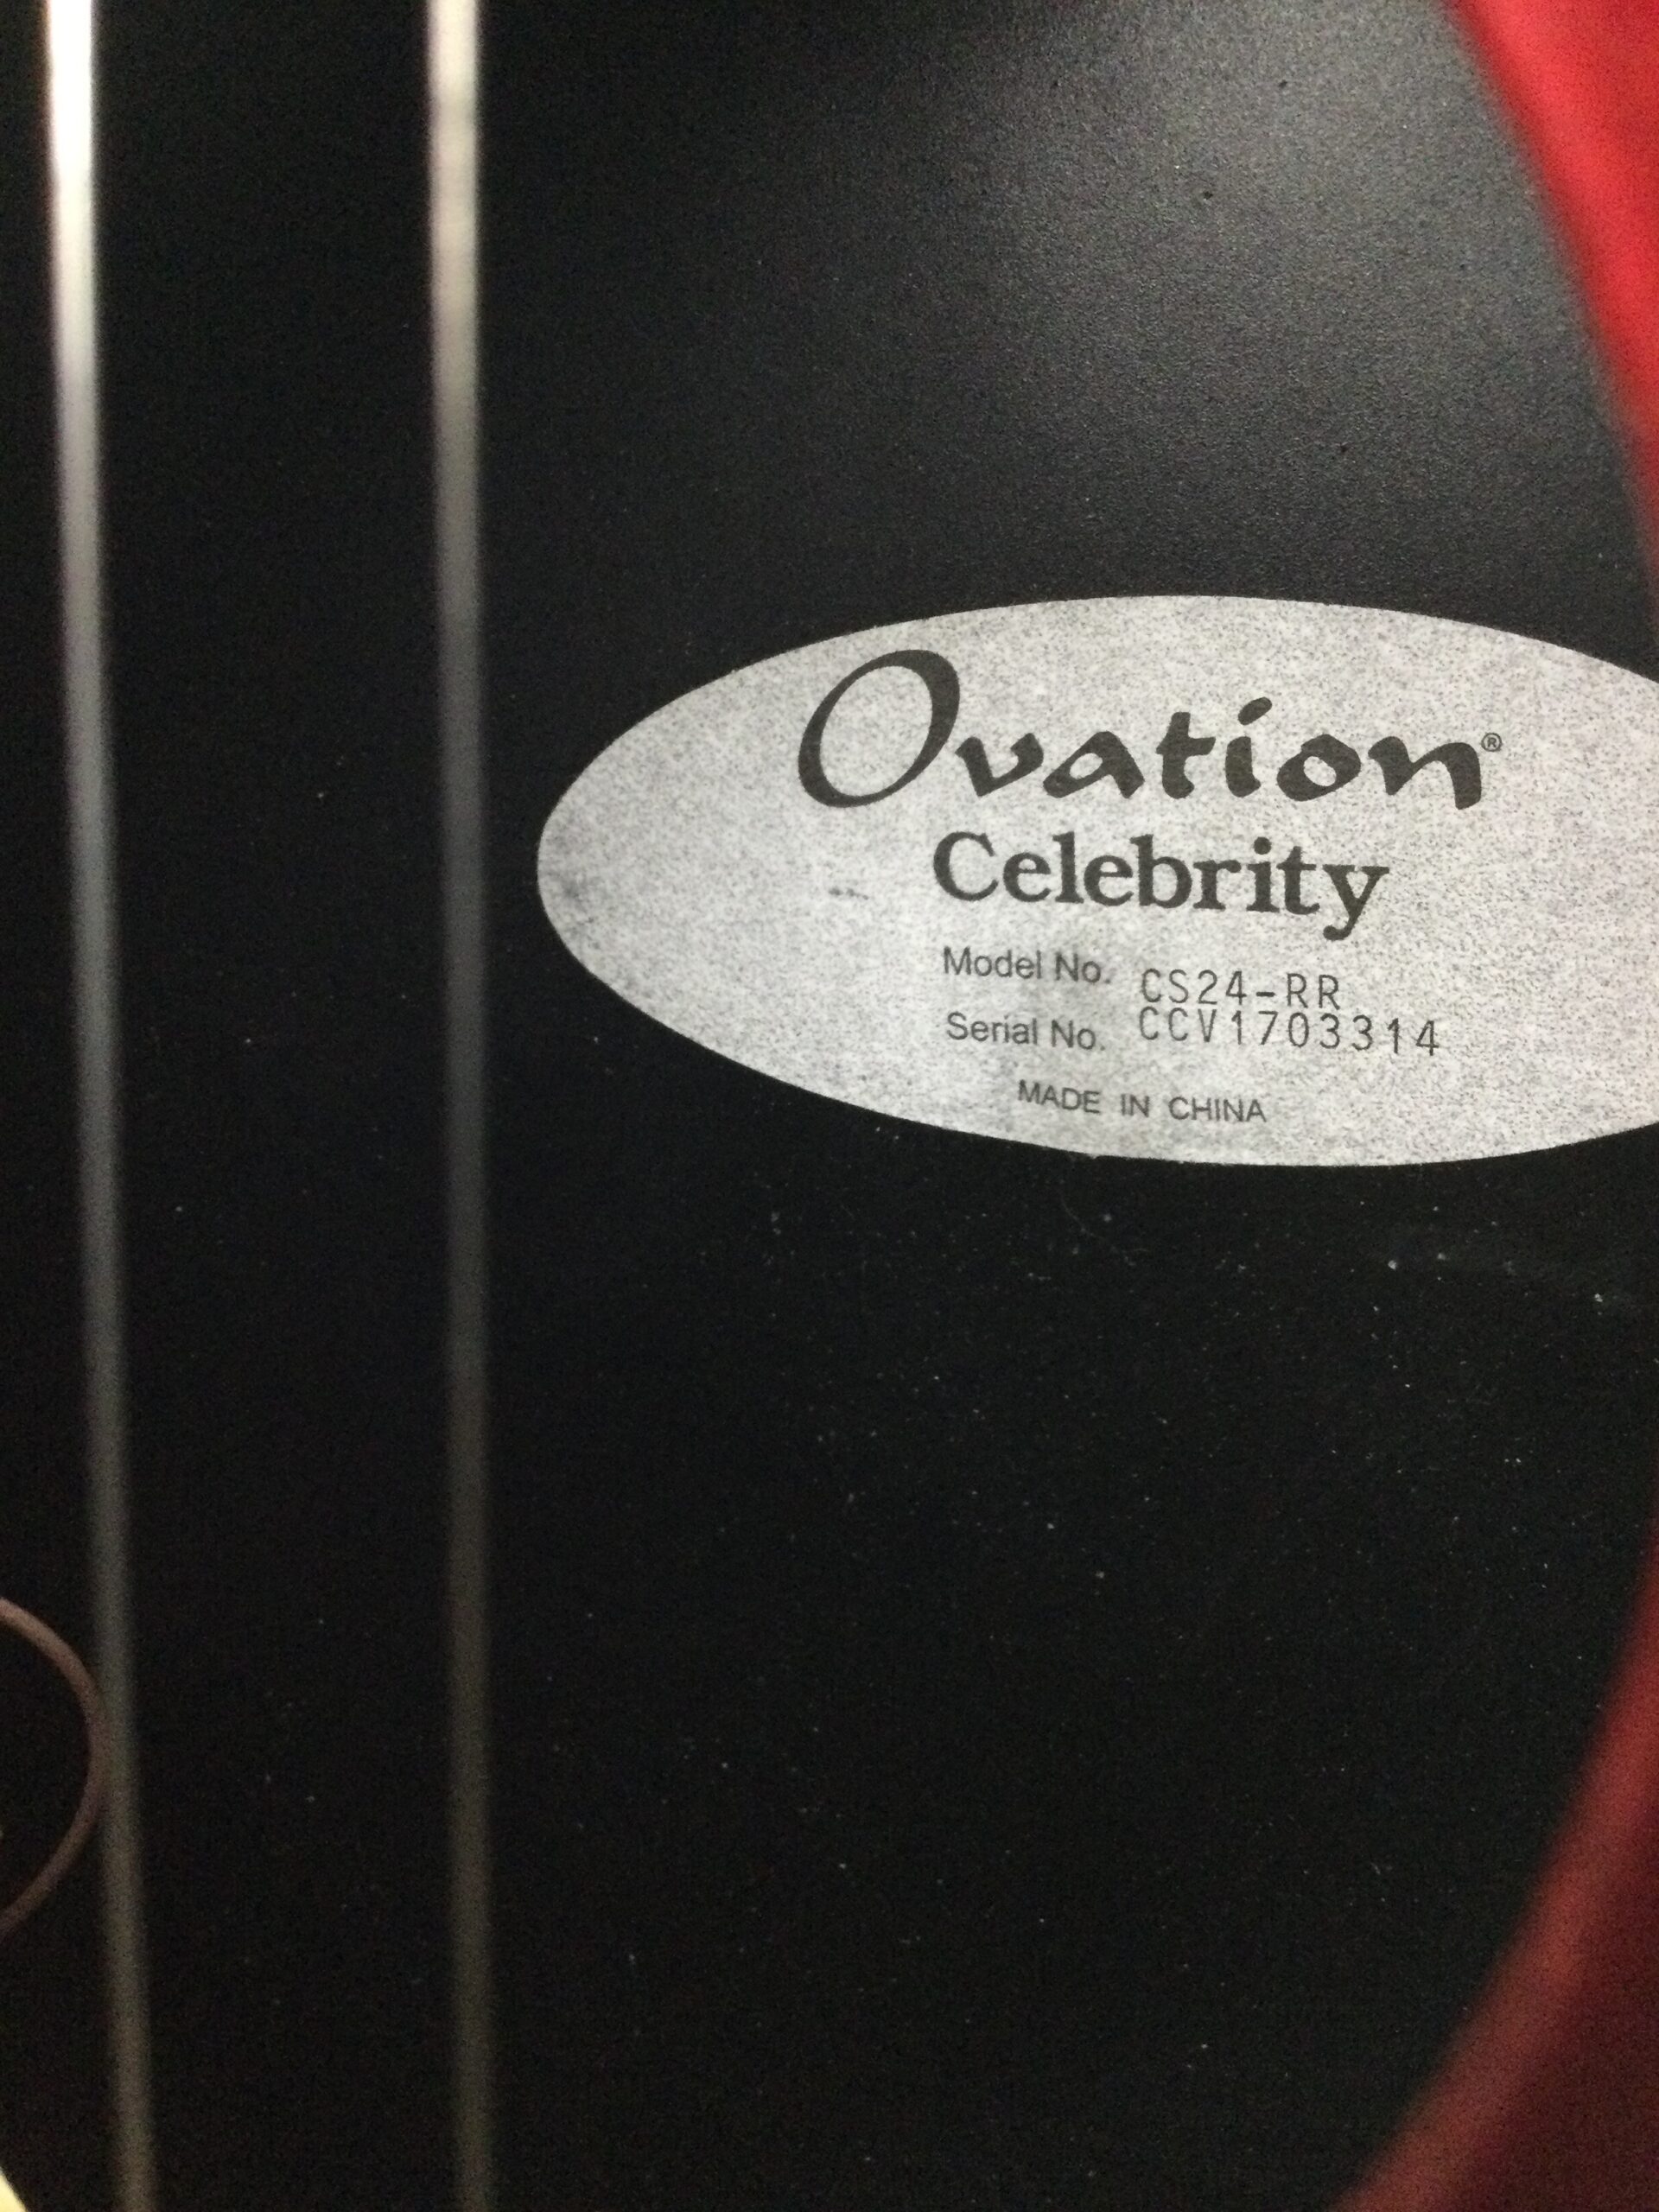 Ovation®
Celebrity
Model No. CS24-RR
Serial No. CCV1703314
MADE IN CHINA